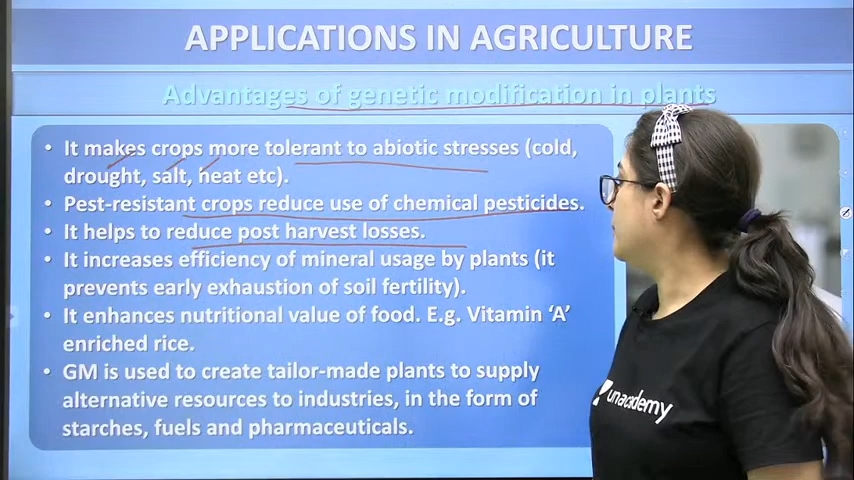 APPLICATIONS IN AGRICULTURE
Advantages of genetic modification in plants
• It makes crops more tolerant to abiotic stresses (cold,
drought, salt, heat etc).
• Pest-resistant crops reduce use of chemical pesticides.
• It helps to reduce post harvest losses.
• It increases efficiency of mineral usage by plants (it
prevents early exhaustion of soil fertility).
• It enhances nutritional value of food. E.g. Vitamin ‘A’
enriched rice.
• GM is used to create tailor-made plants to supply
alternative resources to industries, in the form of
starches, fuels and pharmaceuticals.
unacademy